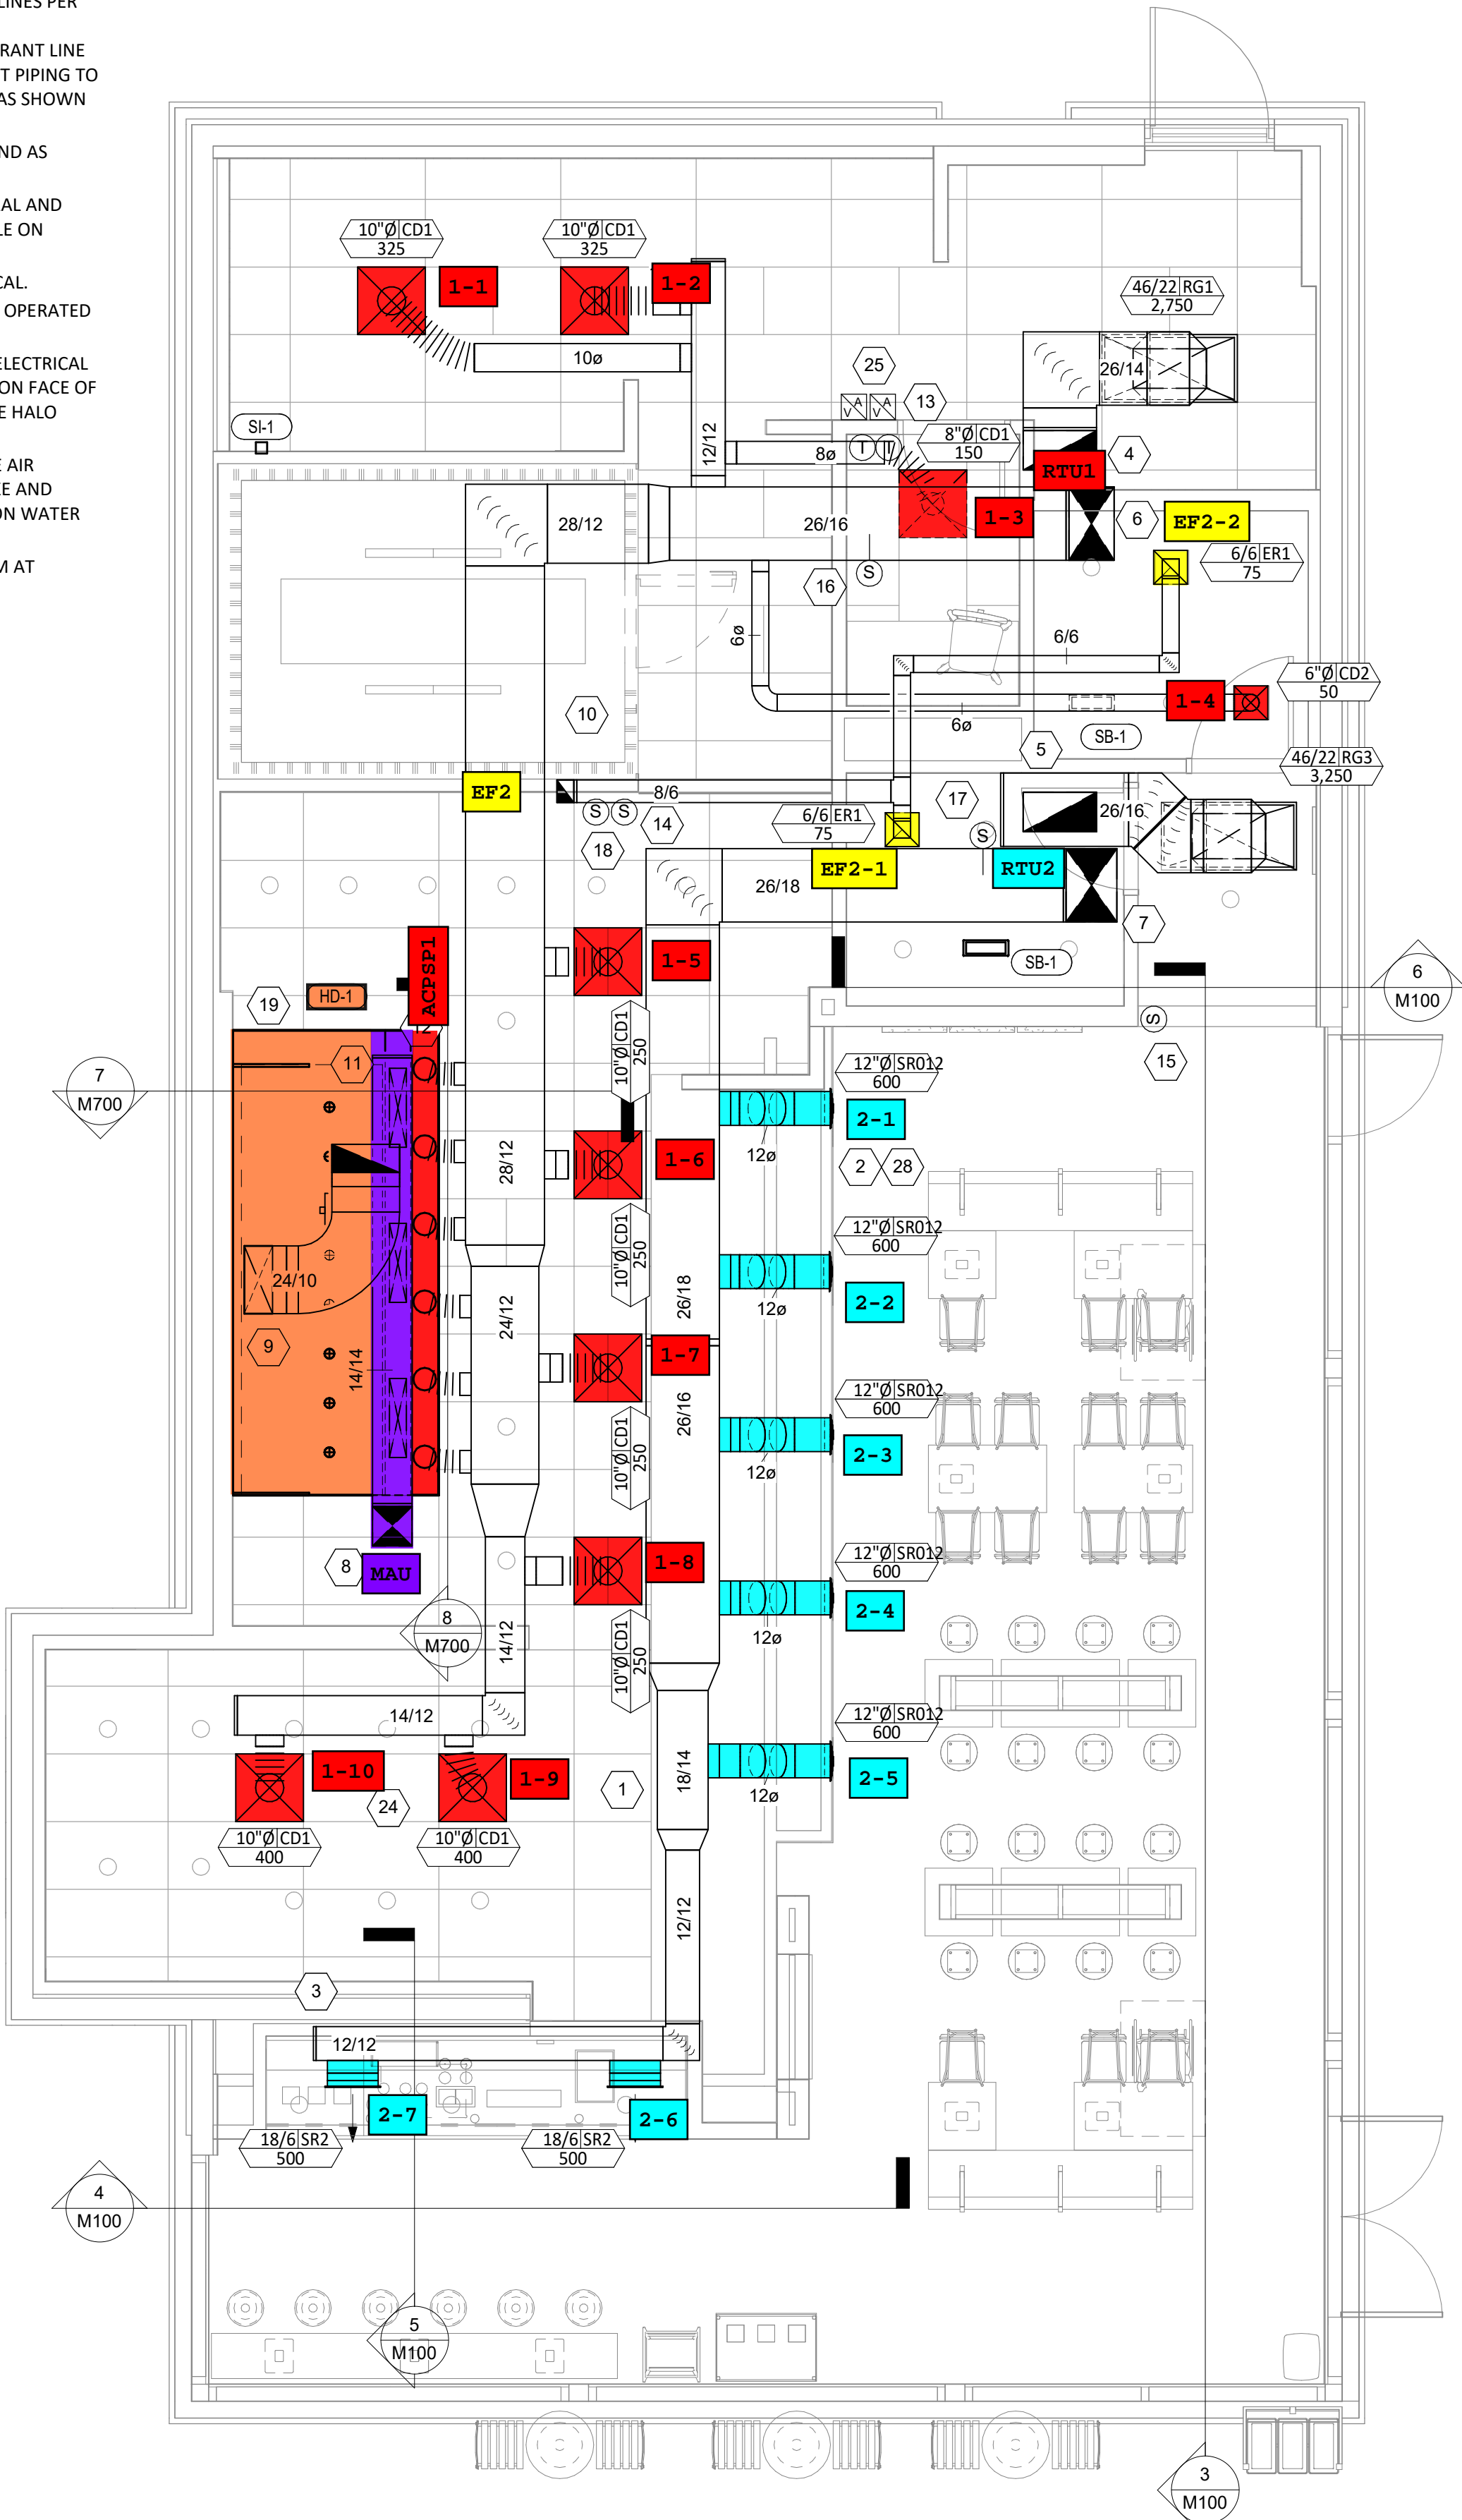 LINES PER
RANT LINE
T PIPING TO
AS SHOWN
ND AS
AL AND
LE ON
CAL.
OPERATED
ELECTRICAL
ON FACE OF
E HALO
E AIR
KE AND
ON WATER
M AT
10"Ø CD1
325
10"Ø CD1
325
1-1
1-2
46/22 RG1
2,750
10ø
26/14
25
A
V
A
V
13
SI-1
12/12
8ø
T
T
8"Ø CD1
150
4
RTU1
28/12
26/16
1-3
6
EF2-2
16
S
6/6 ER1
75
6ø
6/6
6"Ø CD2
50
1-4
10
6ø
5
SB-1
46/22 RG3
3,250
EF2
8/6
17
26/16
S
S
14
6/6 ER1
75
S
18
EF2-1
RTU2
26/18
7
ACPSP1
1-5
SB-1
6
M100
HD-1
19
10"Ø CD1
250
S
11
12"Ø SR012
600
15
7
M700
2-1
28/12
1-6
12ø
2
28
10"Ø CD1
250
12"Ø SR012
600
24/10
26/18
2-2
24/12
12ø
9
14/14
1-7
12"Ø SR012
600
26/16
10"Ø CD1
250
2-3
12ø
8
MAU
1-8
12"Ø SR012
600
2-4
8
M700
14/12
10"Ø CD1
250
12ø
14/12
12"Ø SR012
600
1-10
1-9
1
18/14
2-5
24
12ø
10"Ø CD1
400
10"Ø CD1
400
12/12
3
12/12
2-7
2-6
18/6 SR2
500
18/6 SR2
500
4
M100
5
M100
3
M100